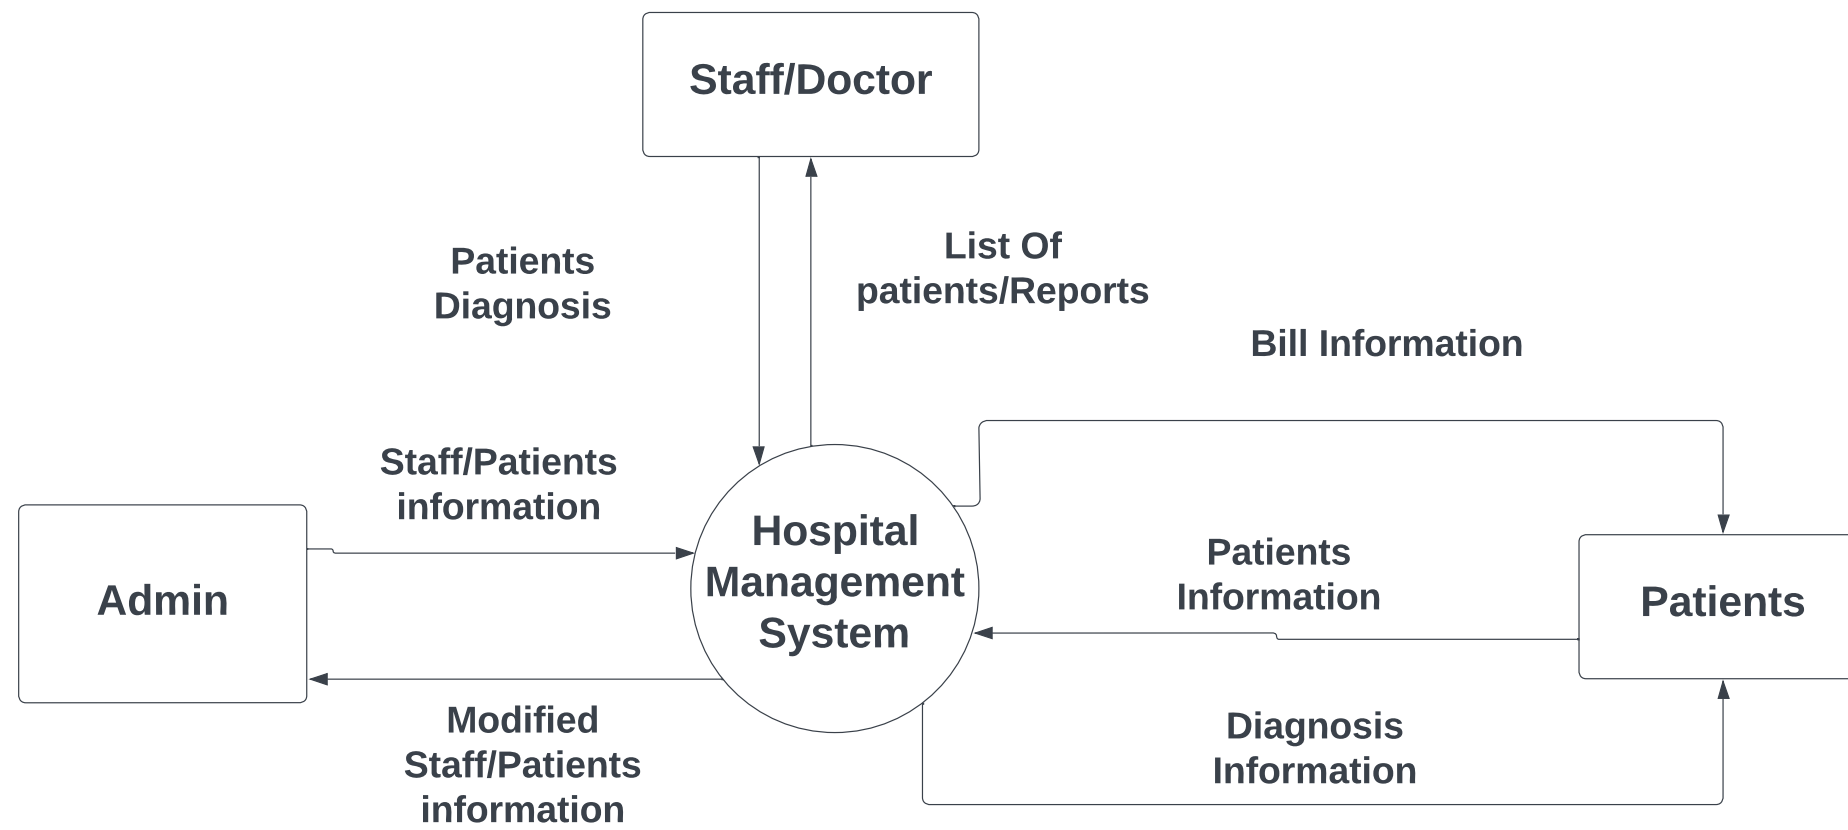 Staff/Doctor
Patients
Diagnosis
List Of
patients/Reports
Bill Information
Staff/Patients
information
Admin
Hospital
Management
System
Patients
Information
Patients
Modified
Staff/Patients
information
Diagnosis
Information